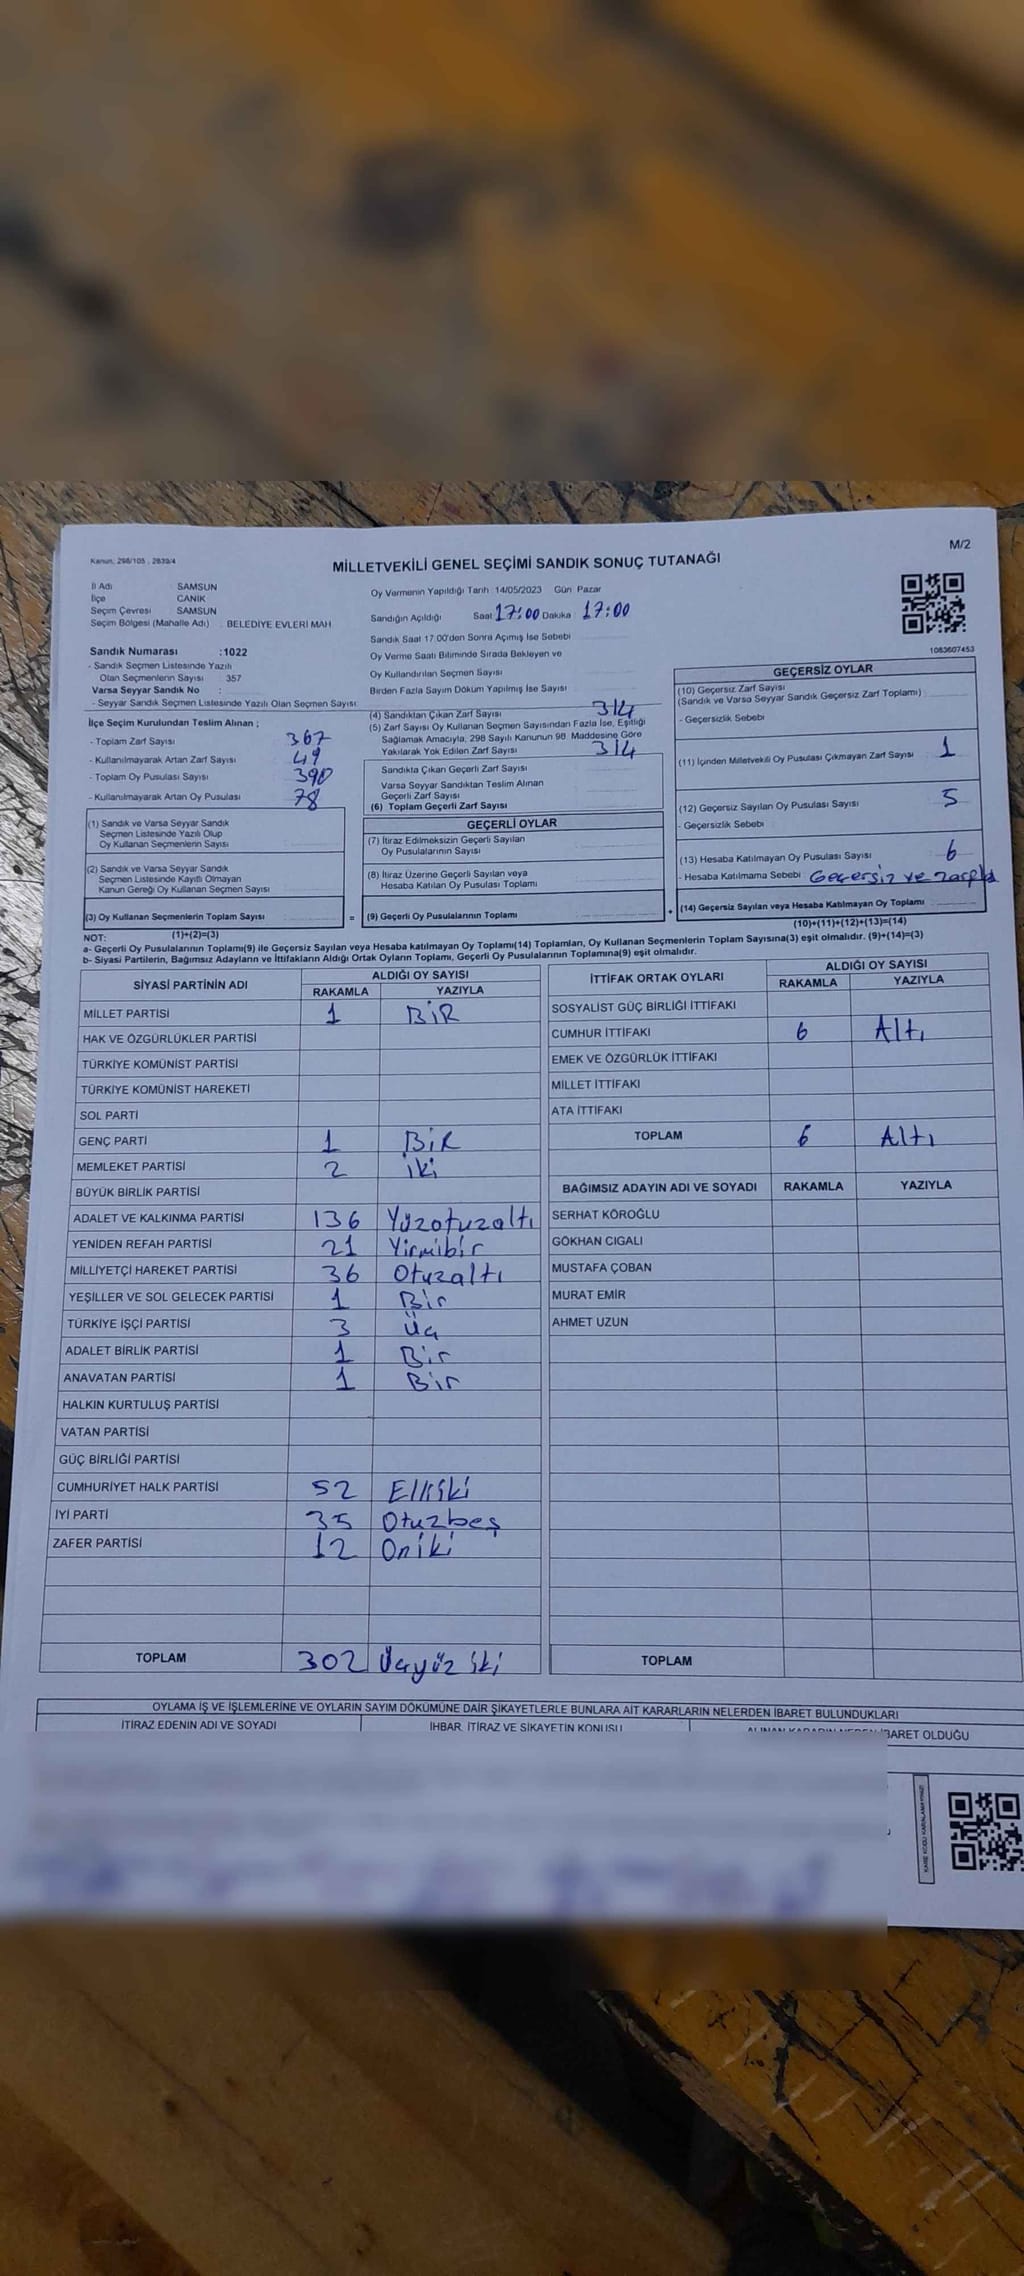 Kanun, 298/105 , 2839/4
M/2
MİLLETVEKİLİ GENEL SEÇİMİ SANDIK SONUÇ TUTANAĞI
İl Adı SAMSUN
İlçe CANİK
Seçim Çevresi SAMSUN
Seçim Bölgesi (Mahalle Adı) BELEDİYE EVLERİ MAH.
Sandık Numarası :1022
- Sandık Seçmen Listesinde Yazılı
Olan Seçmenlerin Sayısı : 357
Varsa Seyyar Sandık No :
- Seyyar Sandık Seçmen Listesinde Yazılı Olan Seçmen Sayısı
Oy Vermenin Yapıldığı Tarih 14/05/2023 Gün Pazar
Sandığın Açıldığı Saat 17:00 Dakika 17:00
Sandık Saat 17.00'den Sonra Açımış İse Sebebi
Oy Verme Saati Bitiminde Sırada Bekleyen ve
Oy Kullandırılan Seçmen Sayısı
Birden Fazla Sayım Döküm Yapılmış İse Sayısı
1083607453
İlçe Seçim Kurulundan Teslim Alınan ;
- Toplam Zarf Sayısı 367
- Kullanılmayarak Artan Zarf Sayısı 49
- Toplam Oy Pusulası Sayısı 390
- Kullanılmayarak Artan Oy Pusulası 78
(4) Sandıktan Çıkan Zarf Sayısı 314
(5) Zarf Sayısı Oy Kullanan Seçmen Sayısından Fazla İse, Eşitliği
Sağlamak Amacıyla, 298 Sayılı Kanunun 98. Maddesine Göre
Yakılarak Yok Edilen Zarf Sayısı 314
Sandıkta Çıkan Geçerli Zarf Sayısı
Varsa Seyyar Sandıktan Teslim Alınan
Geçerli Zarf Sayısı
(6) Toplam Geçerli Zarf Sayısı
GEÇERSİZ OYLAR
(10) Geçersiz Zarf Sayısı
(Sandık ve Varsa Seyyar Sandık Geçersiz Zarf Toplamı)
- Geçersizlik Sebebi
(11) İçinden Milletvekili Oy Pusulası Çıkmayan Zarf Sayısı 1
(12) Geçersiz Sayılan Oy Pusulası Sayısı 5
- Geçersizlik Sebebi
(13) Hesaba Katılmayan Oy Pusulası Sayısı 6
- Hesaba Katılmama Sebebi Geçersiz ve
(14) Geçersiz Sayılan veya Hesaba Katılmayan Oy Toplamı
(10)+(11)+(12)+(13)=(14)
(1) Sandık ve Varsa Seyyar Sandık
Seçmen Listesinde Yazılı Olup
Oy Kullanan Seçmenlerin Sayısı
(2) Sandık ve Varsa Seyyar Sandık
Seçmen Listesinde Kayıtlı Olmayan
Kanun Gereği Oy Kullanan Seçmen Sayısı
(3) Oy Kullanan Seçmenlerin Toplam Sayısı =
(1)+(2)=(3)
GEÇERLİ OYLAR
(7) İtiraz Edilmeksizin Geçerli Sayılan
Oy Pusulalarının Sayısı
(8) İtiraz Üzerine Geçerli Sayılan veya
Hesaba Katılan Oy Pusulası Toplamı
(9) Geçerli Oy Pusulalarının Toplamı +
NOT:
a- Geçerli Oy Pusulalarının Toplamı(9) ile Geçersiz Sayılan veya Hesaba katılmayan Oy Toplamı(14) Toplamları, Oy Kullanan Seçmenlerin Toplam Sayısına(3) eşit olmalıdır. (9)+(14)=(3)
b- Siyasi Partilerin, Bağımsız Adayların ve İttifakların Aldığı Ortak Oyların Toplamı, Geçerli Oy Pusulalarının Toplamına(9) eşit olmalıdır.
SİYASİ PARTİNİN ADI ALDIĞI OY SAYISI
RAKAMLA YAZIYLA
MİLLET PARTİSİ 1 BİR
HAK VE ÖZGÜRLÜKLER PARTİSİ
TÜRKİYE KOMÜNİST PARTİSİ
TÜRKİYE KOMÜNİST HAREKETİ
SOL PARTİ
GENÇ PARTİ 1 BİR
MEMLEKET PARTİSİ 2 iki
BÜYÜK BİRLİK PARTİSİ
ADALET VE KALKINMA PARTİSİ 136 Yüzotuzaltı
YENİDEN REFAH PARTİSİ 21 Yirmibir
MİLLİYETÇİ HAREKET PARTİSİ 36 Otuzaltı
YEŞİLLER VE SOL GELECEK PARTİSİ 1 Bir
TÜRKİYE İŞÇİ PARTİSİ 3 Üç
ADALET BİRLİK PARTİSİ 1 Bir
ANAVATAN PARTİSİ 1 Bir
HALKIN KURTULUŞ PARTİSİ
VATAN PARTİSİ
GÜÇ BİRLİĞİ PARTİSİ
CUMHURİYET HALK PARTİSİ 52 Elliiki
İYİ PARTİ 35 Otuzbeş
ZAFER PARTİSİ 12 Oniki
TOPLAM 302 Üçyüz iki
İTTİFAK ORTAK OYLARI ALDIĞI OY SAYISI
RAKAMLA YAZIYLA
SOSYALİST GÜÇ BİRLİĞİ İTTİFAKI
CUMHUR İTTİFAKI 6 Altı
EMEK VE ÖZGÜRLÜK İTTİFAKI
MİLLET İTTİFAKI
ATA İTTİFAKI
TOPLAM 6 Altı
BAĞIMSIZ ADAYIN ADI VE SOYADI RAKAMLA YAZIYLA
SERHAT KÖROĞLU
GÖKHAN CIGALI
MUSTAFA ÇOBAN
MURAT EMİR
AHMET UZUN
TOPLAM
OYLAMA İŞ VE İŞLEMLERİNE VE OYLARIN SAYIM DÖKÜMÜNE DAİR ŞİKAYETLERLE BUNLARA AİT KARARLARIN NELERDEN İBARET BULUNDUKLARI
İTİRAZ EDENİN ADI VE SOYADI İHBAR, İTİRAZ VE ŞİKAYETİN KONUSU ALINAN KARARIN NEDEN İBARET OLDUĞU